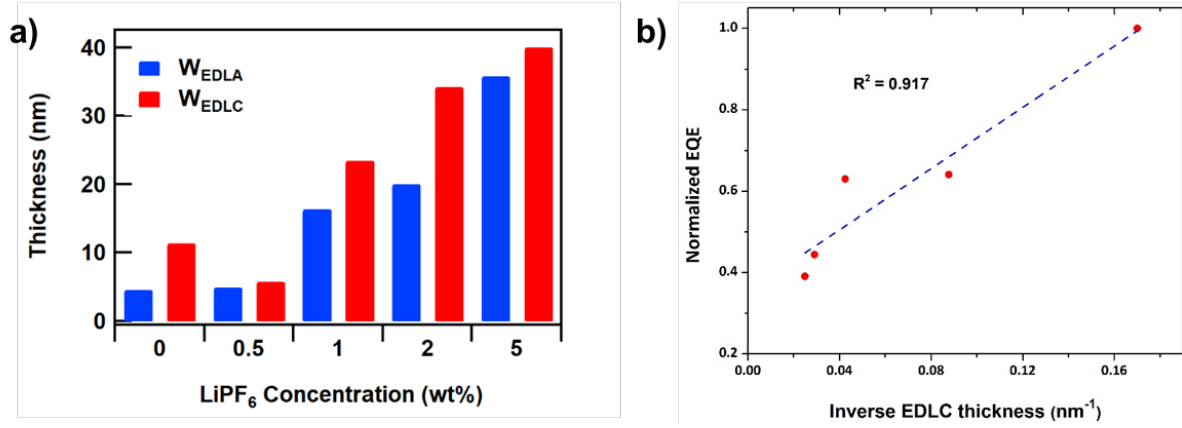 a)
W_EDLA
W_EDLC
Thickness (nm)
40
30
20
10
0
0 0.5 1 2 5
LiPF₆ Concentration (wt%)
b)
R² = 0.917
Normalized EQE
1.0
0.8
0.6
0.4
0.2
0.00 0.04 0.08 0.12 0.16
Inverse EDLC thickness (nm⁻¹)